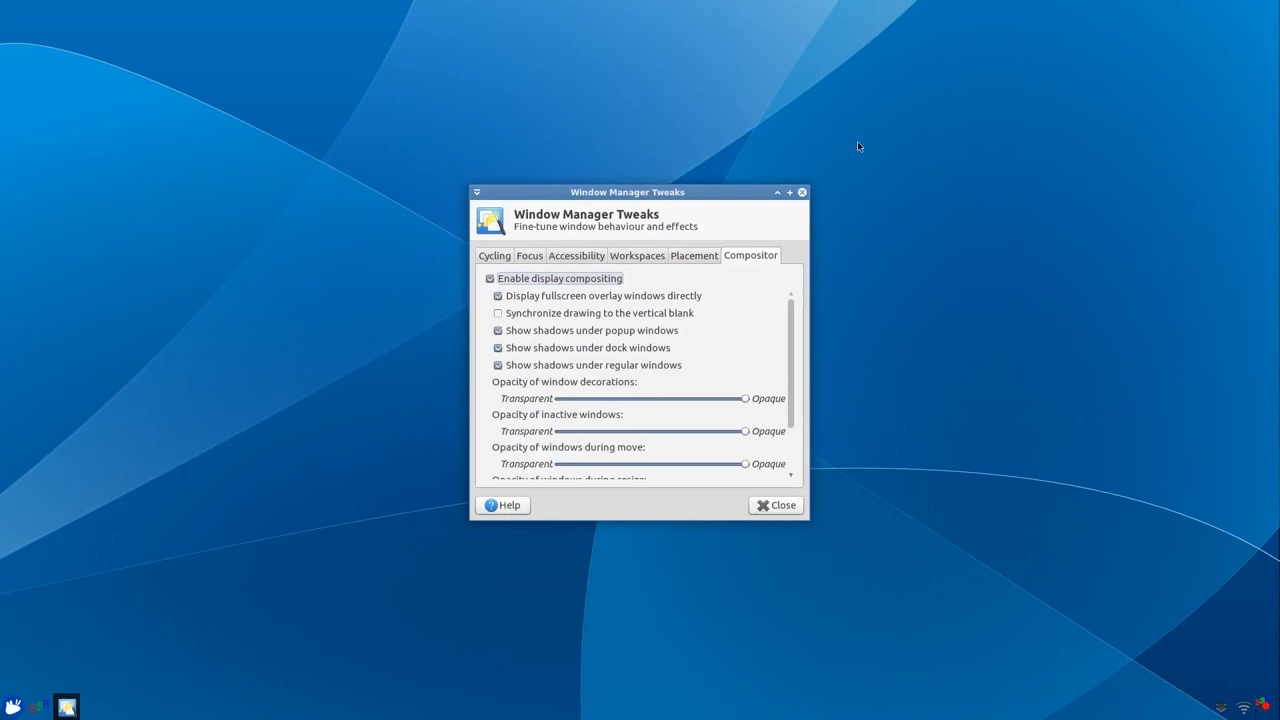 Window Manager Tweaks
Window Manager Tweaks
Fine-tune window behaviour and effects
Cycling Focus Accessibility Workspaces Placement Compositor
Enable display compositing
Display fullscreen overlay windows directly
Synchronize drawing to the vertical blank
Show shadows under popup windows
Show shadows under dock windows
Show shadows under regular windows
Opacity of window decorations:
Transparent Opaque
Opacity of inactive windows:
Transparent Opaque
Opacity of windows during move:
Transparent Opaque
Opacity of windows during resize:
Help Close
SSR